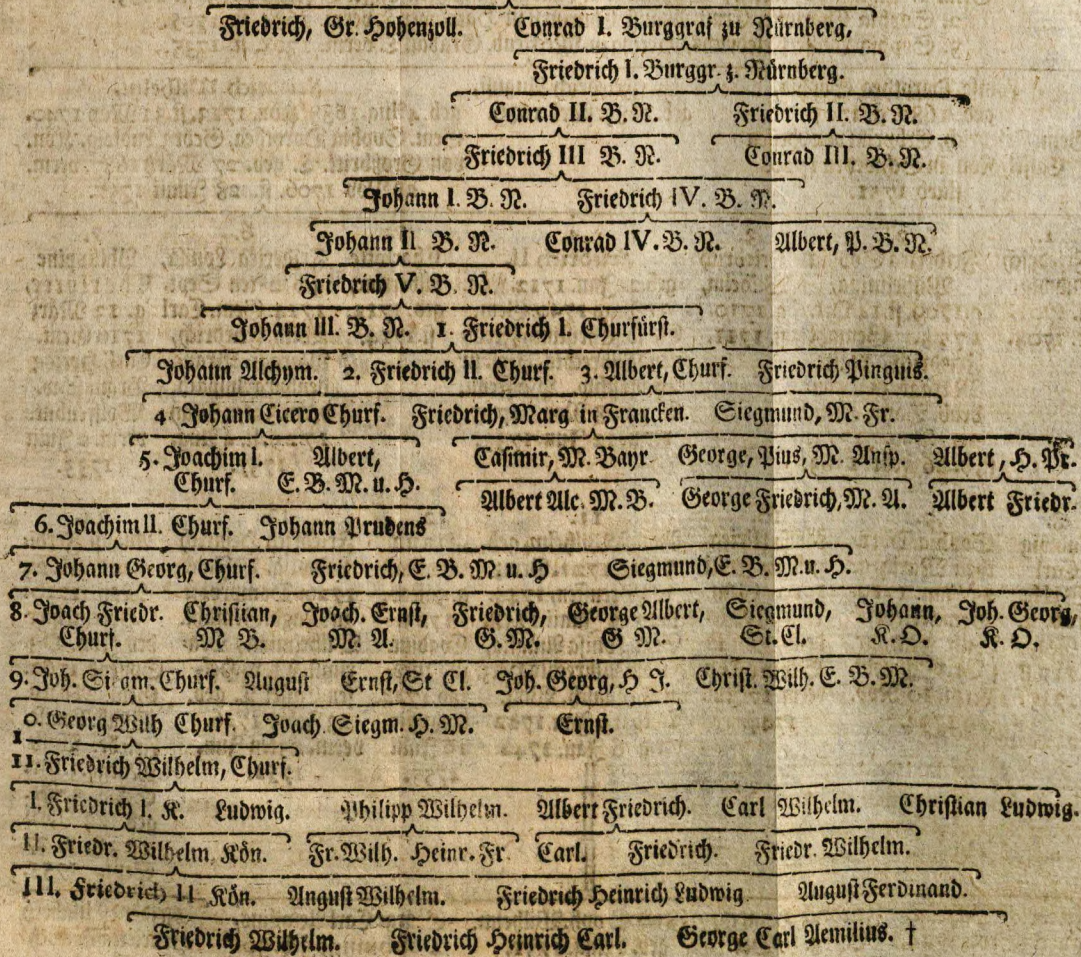 Friedrich, Gr. Hohenzoll. Conrad I. Burggraf zu Nürnberg,
Friedrich I. Burggr. z. Nürnberg.
Conrad II. B. N. Friedrich II. B. N.
Friedrich III B. N. Conrad III. B. N.
Johann I. B. N. Friedrich IV. B. N.
Johann II B. N. Conrad IV. B. N. Albert, P. B. N.
Friedrich V. B. N.
Johann III. B. N. 1. Friedrich I. Churfürst.
Johann Alchym. 2. Friedrich II. Churf. 3. Albert, Churf. Friedrich Pinguis.
4 Johann Cicero Churf. Friedrich, Marg in Francken. Siegmund, M. Fr.
5. Joachim I. Albert, Casimir, M. Bayr George, Pius, M. Ansp. Albert, H. Pr.
Churf. E. B. M. u. H. Albert Alc. M. B. George Friedrich, M. A. Albert Friedr.
6. Joachim II. Churf. Johann Prudens
7. Johann Georg, Churf. Friedrich, E. B. M. u. H Siegmund, E. B. M. u. H.
8. Joach Friedr. Christian, Joach. Ernst, Friedrich, George Albert, Siegmund, Johann, Joh. Georg,
Churf. M B. M. A. G. M. G M. St. Cl. K. O. K. O.
9. Joh. Si am. Churf. August Ernst, St Cl. Joh. Georg, H J. Christ. Wilh. E. B. M.
10. Georg Wilh Churf. Joach. Siegm. H. M. Ernst.
11. Friedrich Wilhelm, Churf.
I. Friedrich I. K. Ludwig. Philipp Wilhelm. Albert Friedrich. Carl Wilhelm. Christian Ludwig.
II. Friedr. Wilhelm Kön. Fr. Wilh. Heinr. Fr Carl. Friedrich. Friedr. Wilhelm.
III. Friedrich II Kön. August Wilhelm. Friedrich Heinrich Ludwig August Ferdinand.
Friedrich Wilhelm. Friedrich Heinrich Carl. George Carl Aemilius. †